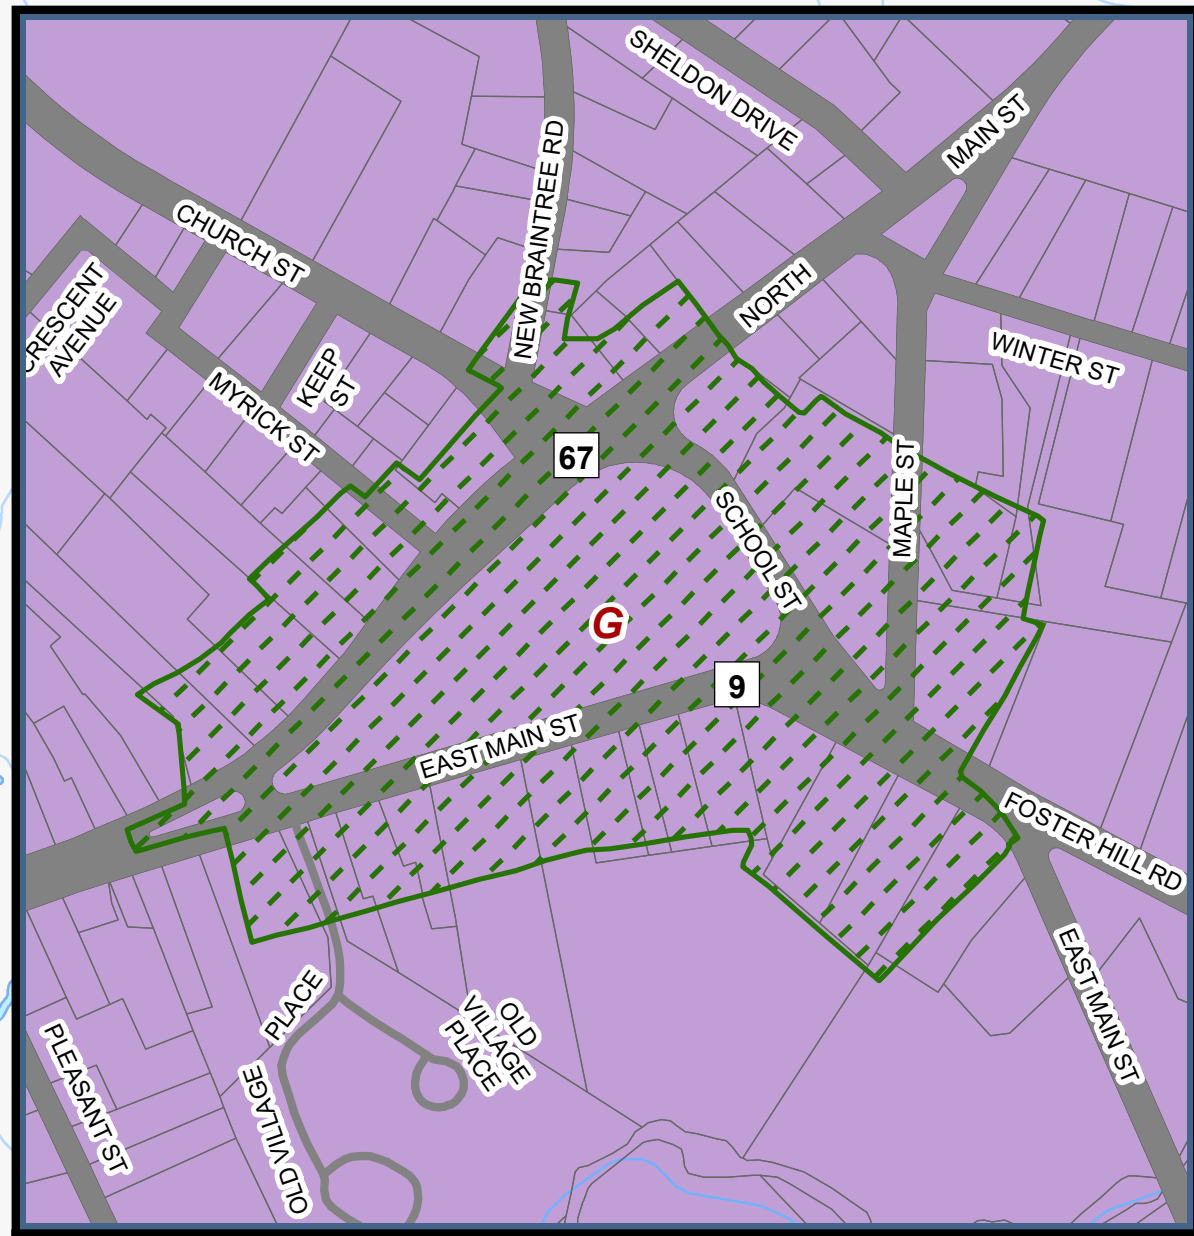 SHELDON DRIVE
MAIN ST
NEW BRAINTREE RD
CHURCH ST
NORTH
CRESCENT
AVENUE
WINTER ST
KEEP
ST
MYRICK ST
67
MAPLE ST
SCHOOL ST
G
9
EAST MAIN ST
FOSTER HILL RD
EAST MAIN ST
PLACE
OLD VILLAGE
OLD
VILLAGE
PLACE
PLEASANT ST